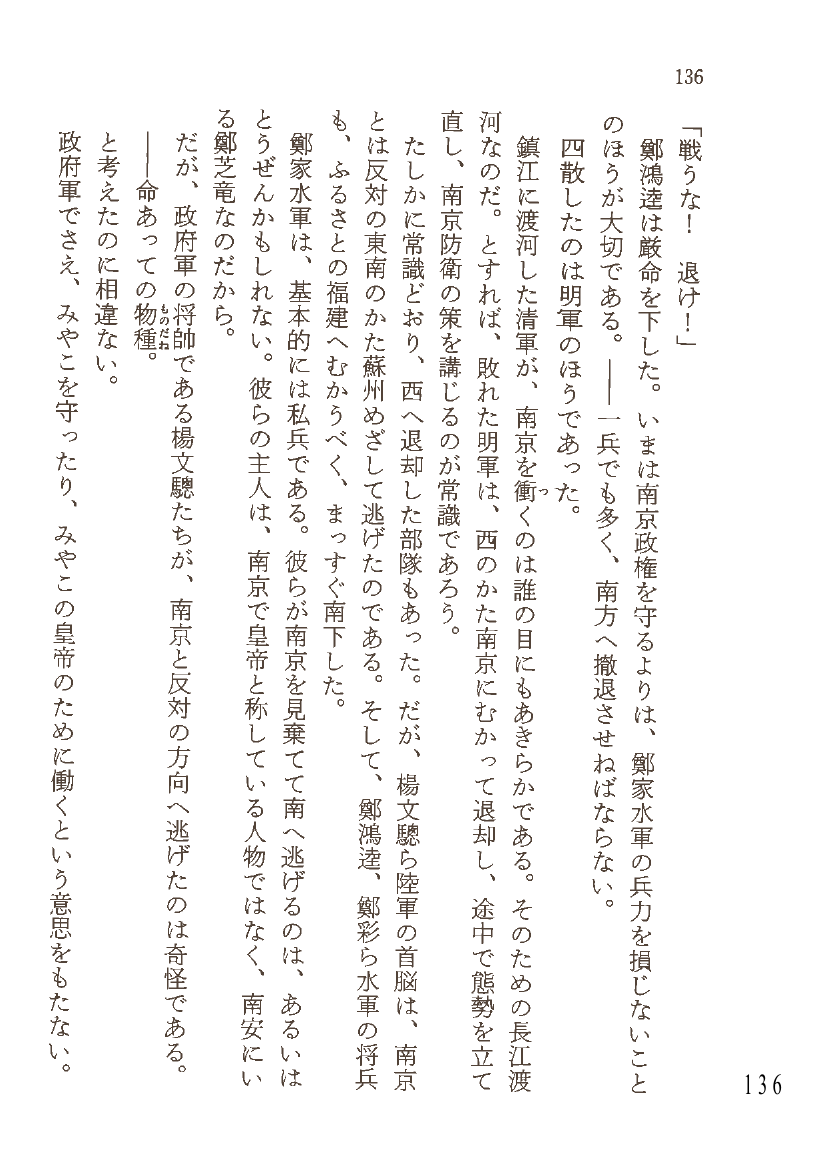 136
「戦うな！　退け！」
　鄭鴻逵は厳命を下した。いまは南京政権を守るよりは、鄭家水軍の兵力を損じないこと
のほうが大切である。――一兵でも多く、南方へ撤退させねばならない。
　四散したのは明軍のほうであった。
　鎮江に渡河した清軍が、南京を衝くのは誰の目にもあきらかである。そのための長江渡
河なのだ。とすれば、敗れた明軍は、西のかた南京にむかって退却し、途中で態勢を立て
直し、南京防衛の策を講じるのが常識であろう。
　たしかに常識どおり、西へ退却した部隊もあった。だが、楊文驄ら陸軍の首脳は、南京
とは反対の東南のかた蘇州めざして逃げたのである。そして、鄭鴻逵、鄭彩ら水軍の将兵
も、ふるさとの福建へむかうべく、まっすぐ南下した。
　鄭家水軍は、基本的には私兵である。彼らが南京を見棄てて南へ逃げるのは、あるいは
とうぜんかもしれない。彼らの主人は、南京で皇帝と称している人物ではなく、南安にい
る鄭芝竜なのだから。
　だが、政府軍の将帥である楊文驄たちが、南京と反対の方向へ逃げたのは奇怪である。
　――命あっての物種。
　と考えたのに相違ない。
　政府軍でさえ、みやこを守ったり、みやこの皇帝のために働くという意思をもたない。
136